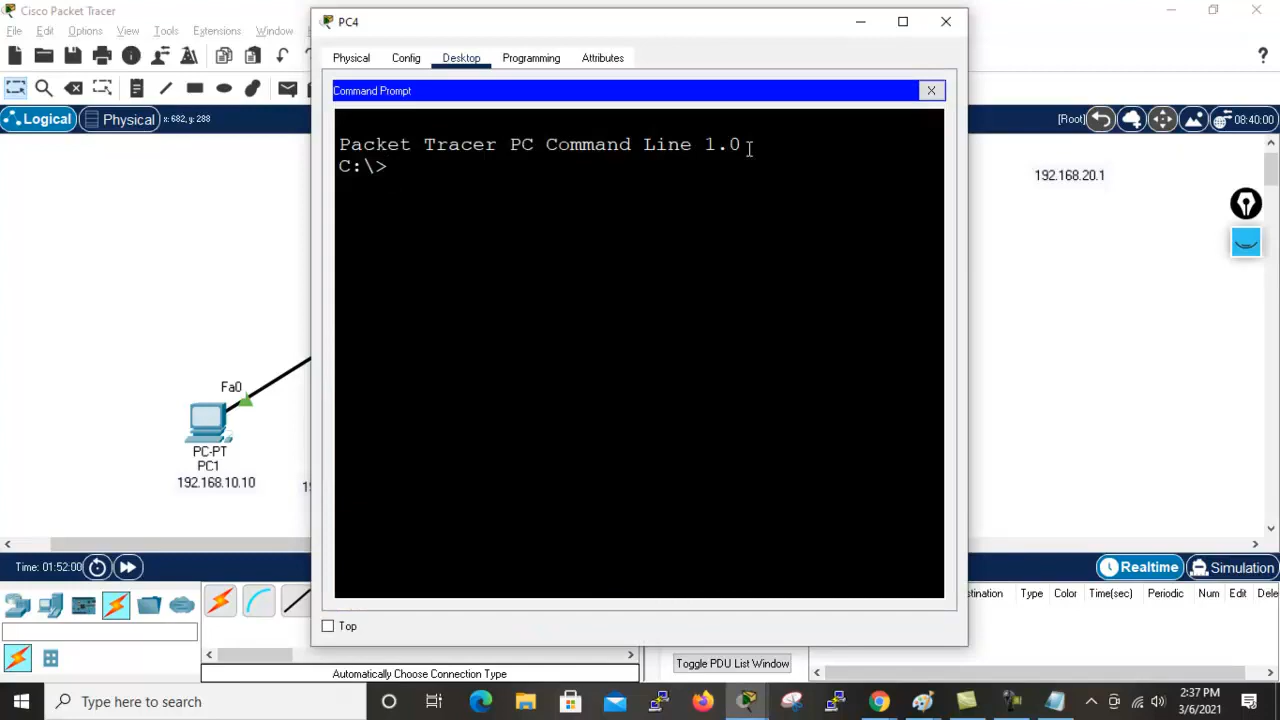 Cisco Packet Tracer
PC4
File Edit Options View Tools Extensions Window
Physical Config Desktop Programming Attributes
Command Prompt
Logical Physical x: 682, y: 288
[Root] 08:40:00
Packet Tracer PC Command Line 1.0
C:\>
192.168.20.1
Fa0
PC-PT
PC1
192.168.10.10
Time: 01:52:00
Realtime Simulation
stination Type Color Time(sec) Periodic Num Edit Dele
Top
Toggle PDU List Window
Automatically Choose Connection Type
Type here to search
2:37 PM
3/6/2021